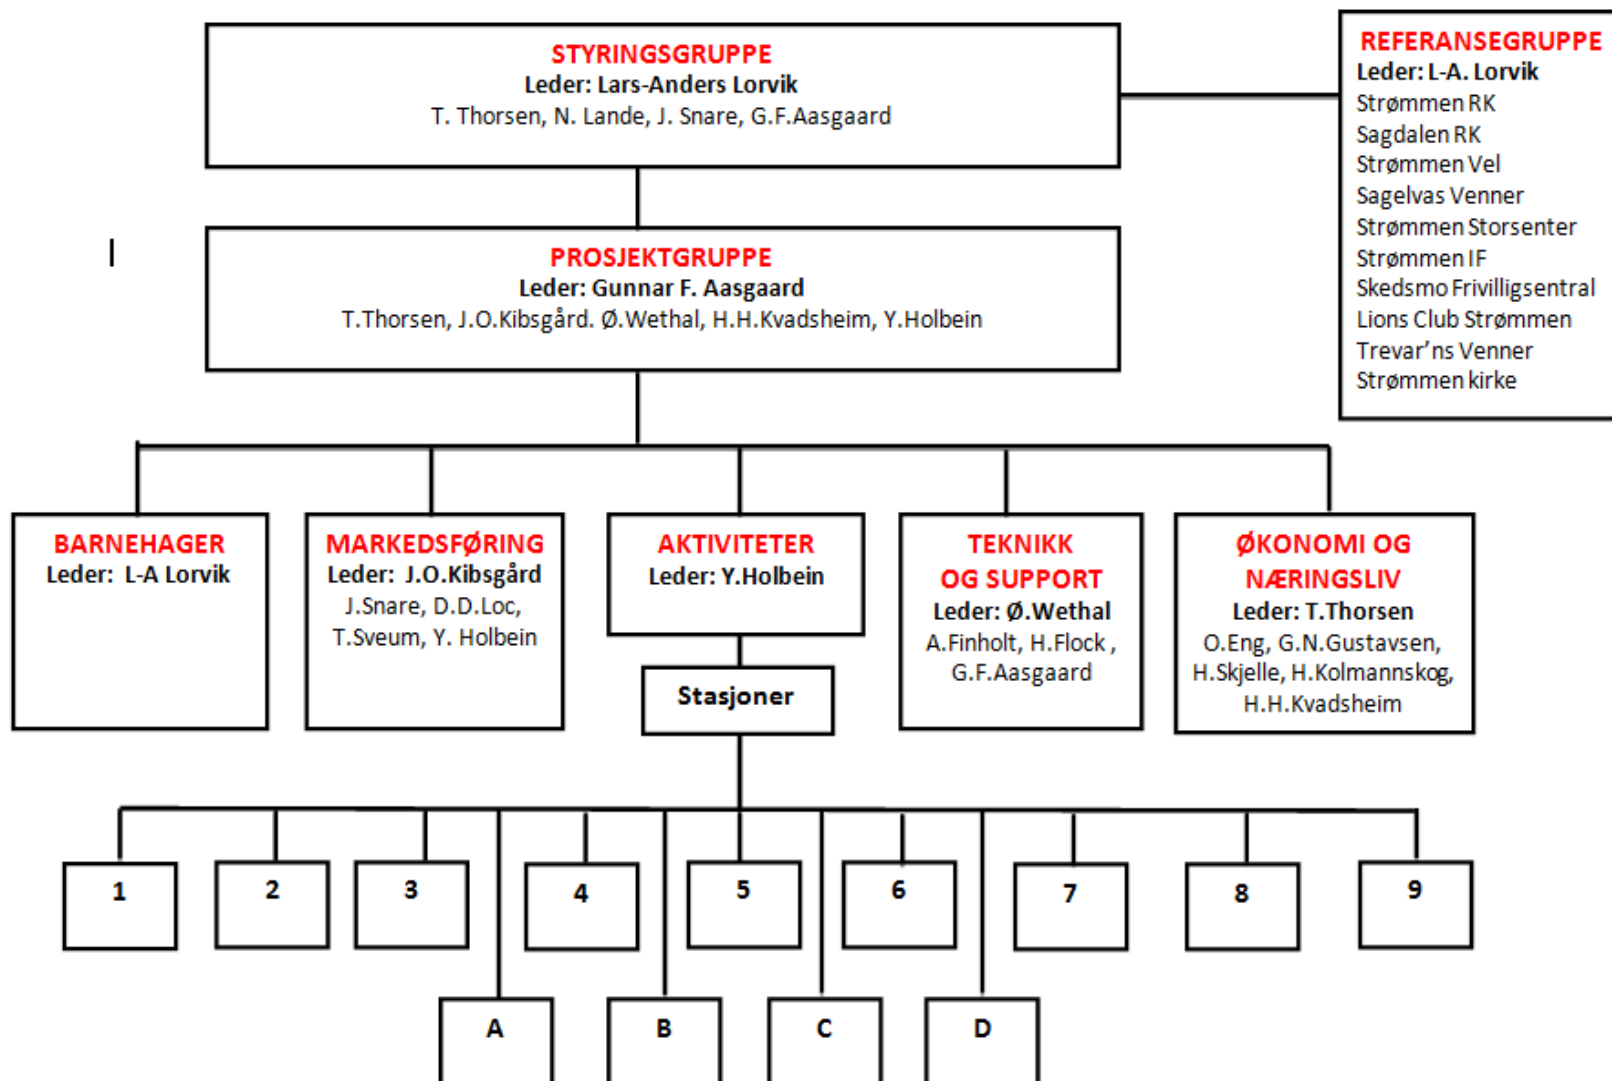 STYRINGSGRUPPE
Leder: Lars-Anders Lorvik
T. Thorsen, N. Lande, J. Snare, G.F.Aasgaard
REFERANSEGRUPPE
Leder: L-A. Lorvik
Strømmen RK
Sagdalen RK
Strømmen Vel
Sagelvas Venner
Strømmen Storsenter
Strømmen IF
Skedsmo Frivilligsentral
Lions Club Strømmen
Trevar’ns Venner
Strømmen kirke
PROSJEKTGRUPPE
Leder: Gunnar F. Aasgaard
T.Thorsen, J.O.Kibsgård. Ø.Wethal, H.H.Kvadsheim, Y.Holbein
BARNEHAGER
Leder: L-A Lorvik
MARKEDSFØRING
Leder: J.O.Kibsgård
J.Snare, D.D.Loc,
T.Sveum, Y. Holbein
AKTIVITETER
Leder: Y.Holbein
TEKNIKK
OG SUPPORT
Leder: Ø.Wethal
A.Finholt, H.Flock ,
G.F.Aasgaard
ØKONOMI OG
NÆRINGSLIV
Leder: T.Thorsen
O.Eng, G.N.Gustavsen,
H.Skjelle, H.Kolmannskog,
H.H.Kvadsheim
Stasjoner
1
2
3
4
5
6
7
8
9
A
B
C
D